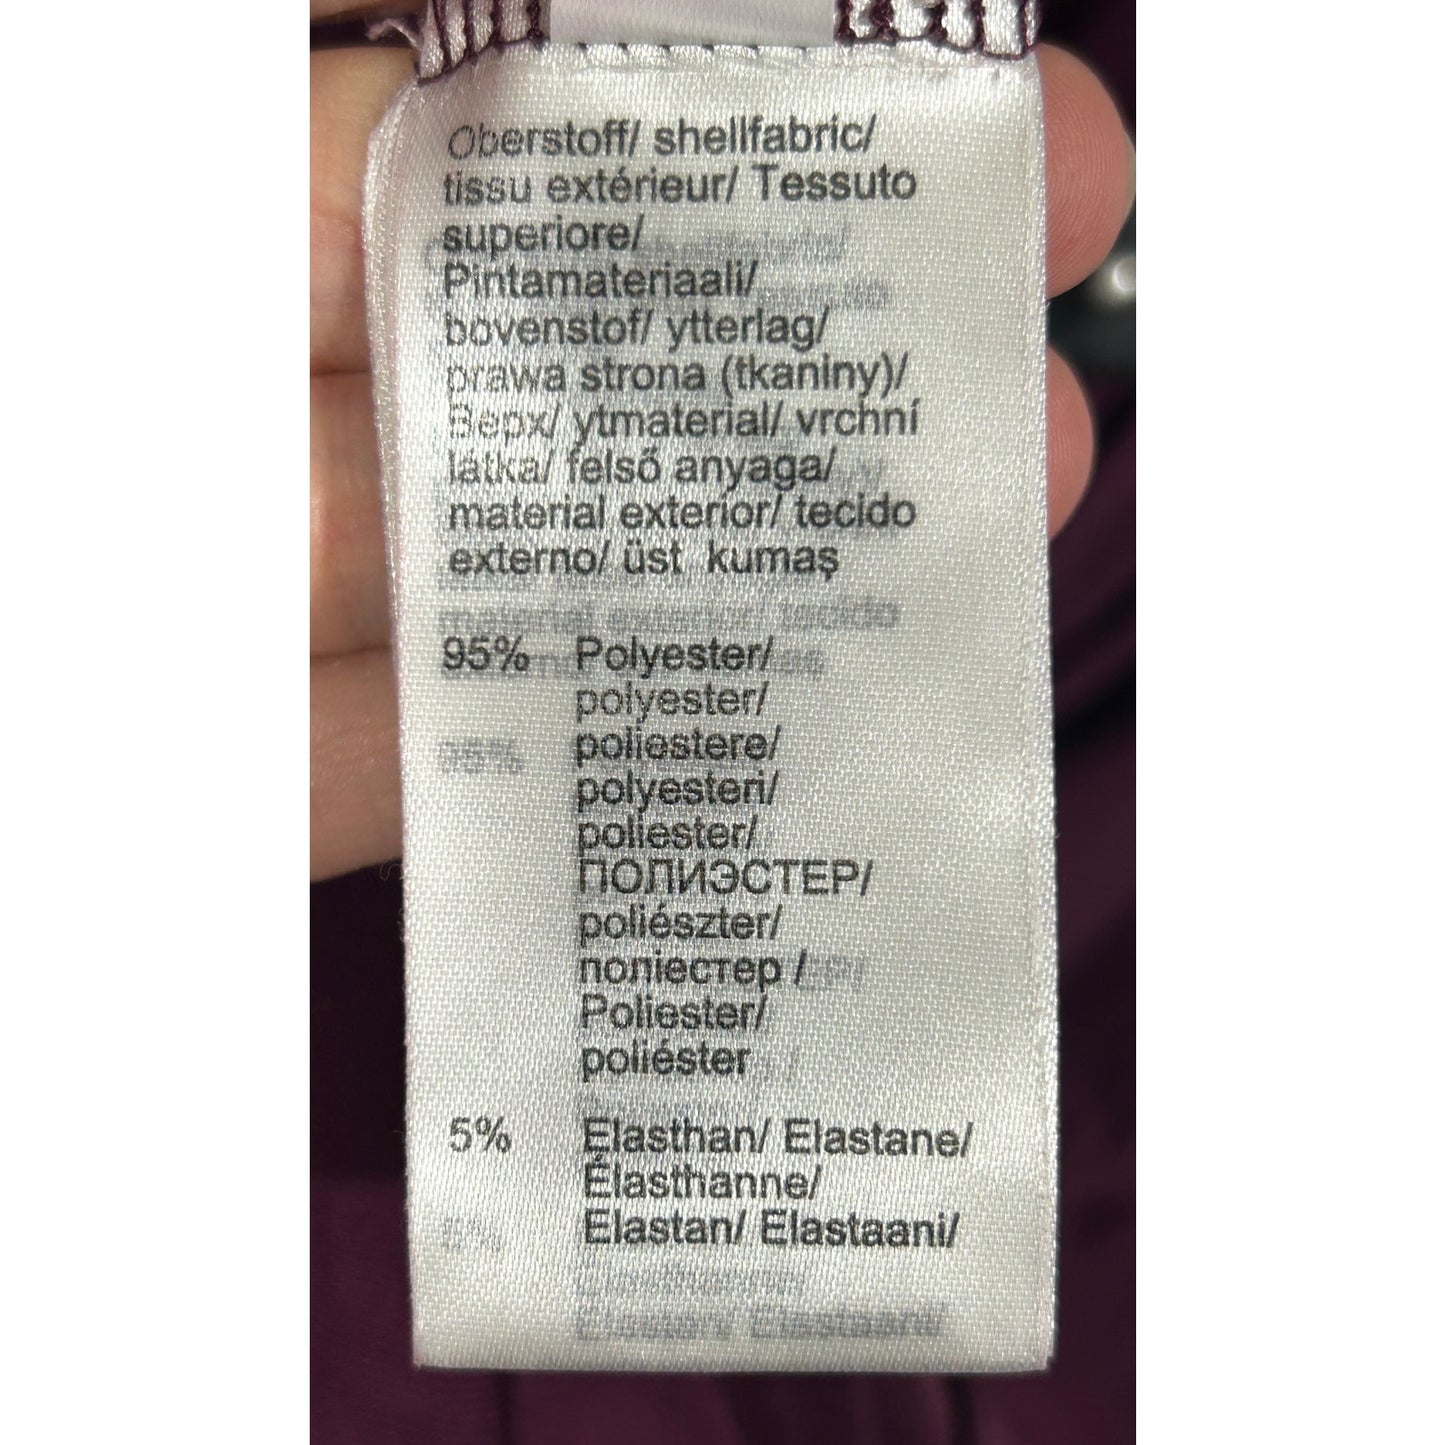 Oberstoff/ shellfabric/
tissu extérieur/ Tessuto
superiore/
Pintamateriaali/
bovenstof/ ytterlag/
prawa strona (tkaniny)/
Верх/ ytmaterial/ vrchní
látka/ felső anyaga/
material exterior/ tecido
externo/ üst kumaş
95% Polyester/
polyester/
poliestere/
polyesteri/
poliester/
ПОЛИЭСТЕР/
poliészter/
поліестер /
Poliester/
poliéster
5% Elasthan/ Elastane/
Élasthanne/
Elastan/ Elastaani/